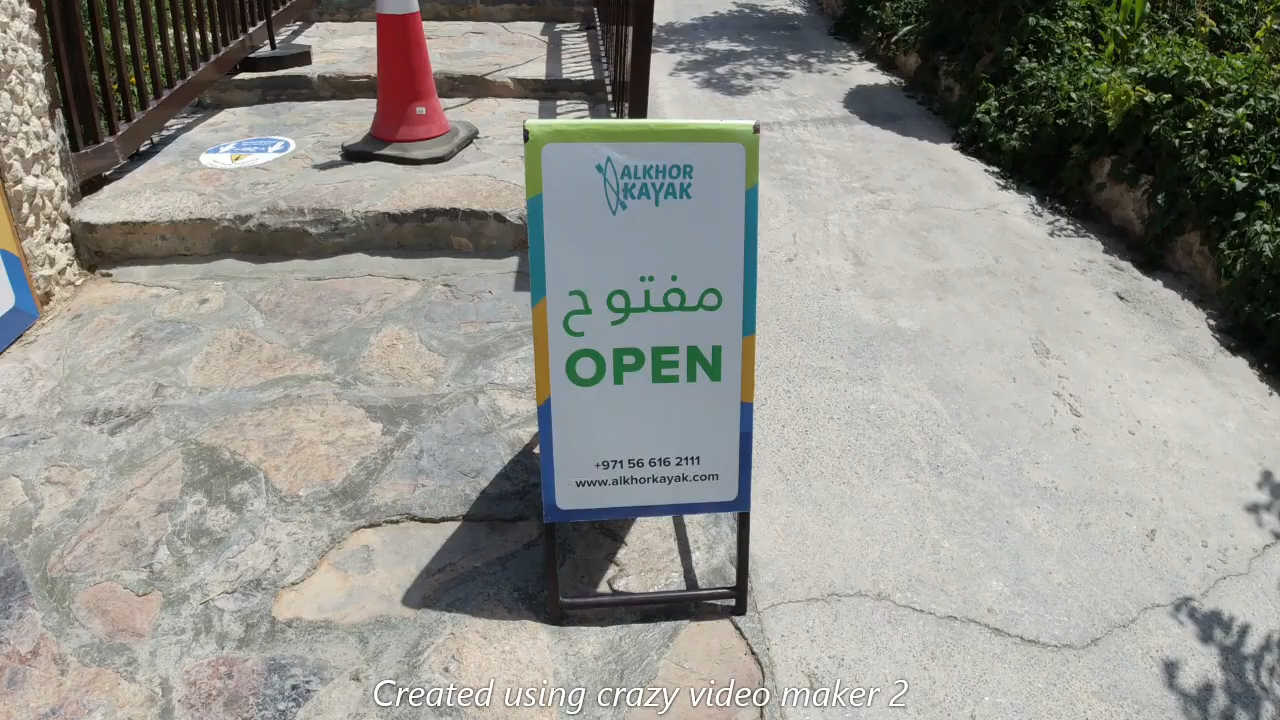 ALKHOR
KAYAK
مفتوح
OPEN
+971 56 616 2111
www.alkhorkayak.com
Created using crazy video maker 2